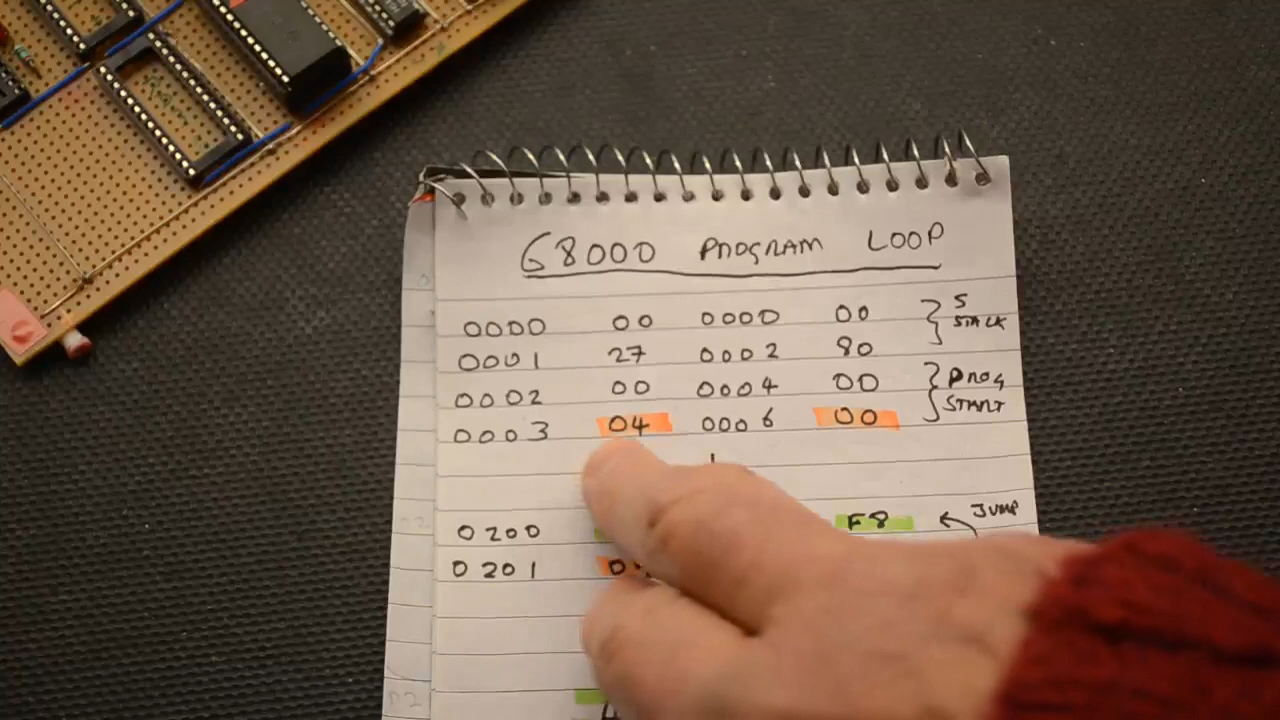 68000 PROGRAM LOOP
0000 00 0000 00 } S
STACK
0001 27 0002 80
0002 00 0004 00 } PROG
START
0003 04 0006 00
0200 F8 ← JUMP
0201